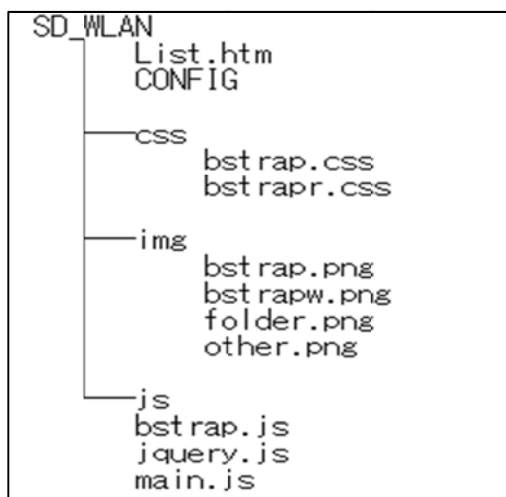 SD_WLAN
List.htm
CONFIG
css
bstrap.css
bstrapr.css
img
bstrap.png
bstrapw.png
folder.png
other.png
js
bstrap.js
jquery.js
main.js